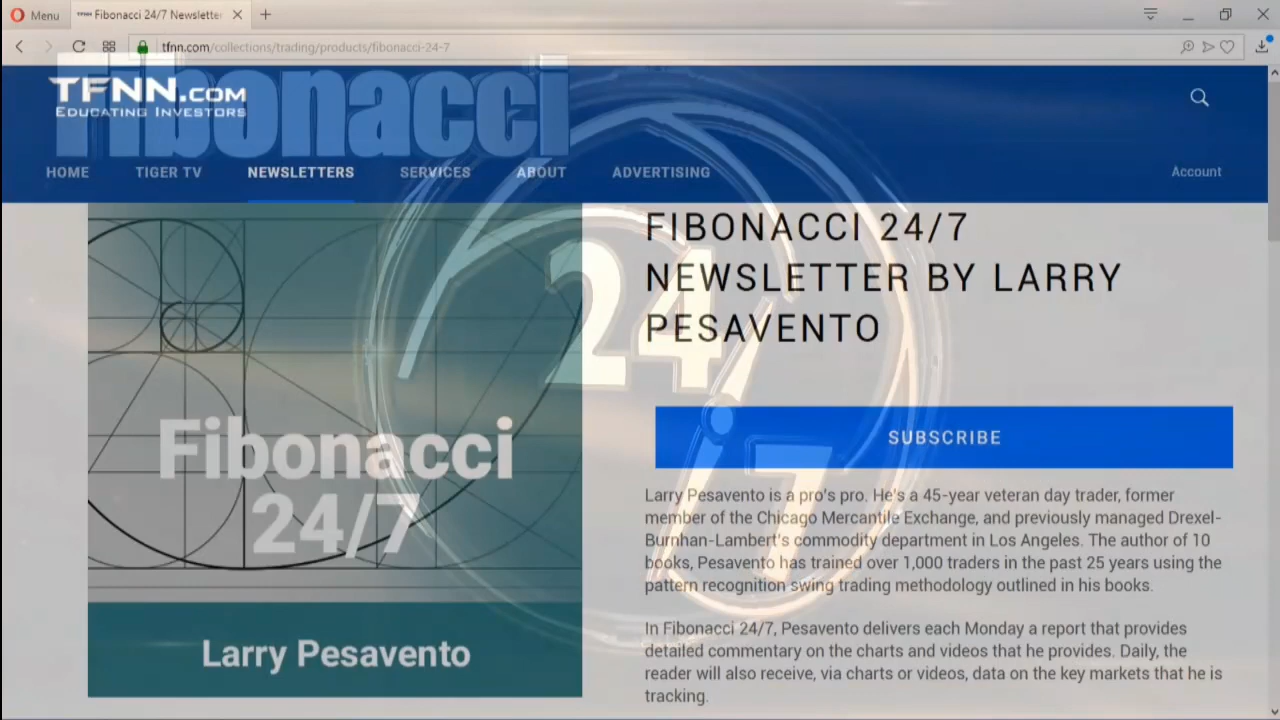 Menu
Fibonacci 24/7 Newsletter
tfnn.com/collections/trading/products/fibonacci-24-7
Fibonacci
TFNN.COM
EDUCATING INVESTORS
HOME TIGER TV NEWSLETTERS SERVICES ABOUT ADVERTISING Account
24
7
Fibonacci
24/7
Larry Pesavento
FIBONACCI 24/7
NEWSLETTER BY LARRY
PESAVENTO
SUBSCRIBE
Larry Pesavento is a pro's pro. He's a 45-year veteran day trader, former
member of the Chicago Mercantile Exchange, and previously managed Drexel-
Burnhan-Lambert's commodity department in Los Angeles. The author of 10
books, Pesavento has trained over 1,000 traders in the past 25 years using the
pattern recognition swing trading methodology outlined in his books.
In Fibonacci 24/7, Pesavento delivers each Monday a report that provides
detailed commentary on the charts and videos that he provides. Daily, the
reader will also receive, via charts or videos, data on the key markets that he is
tracking.